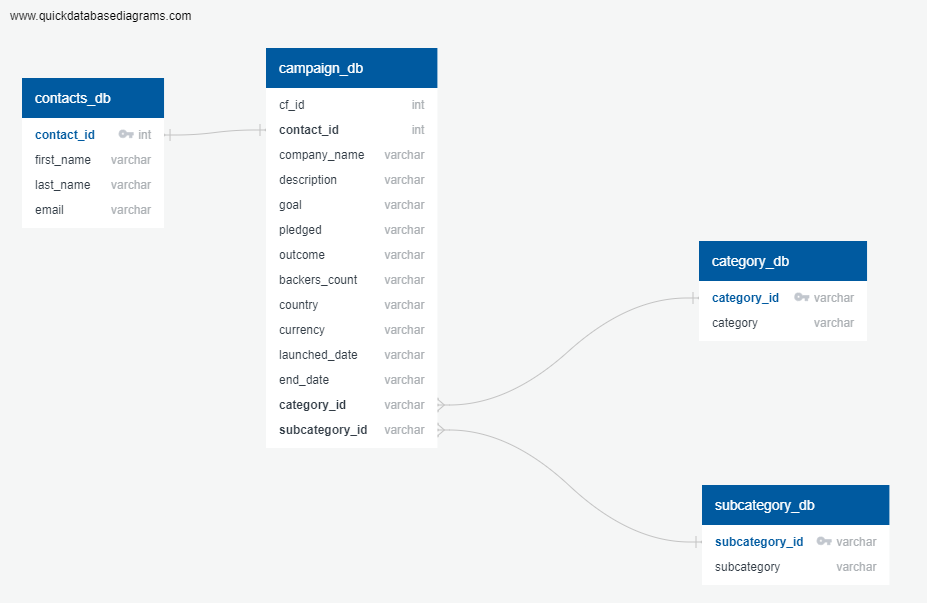 www.quickdatabasediagrams.com
contacts_db
contact_id int
first_name varchar
last_name varchar
email varchar
campaign_db
cf_id int
contact_id int
company_name varchar
description varchar
goal varchar
pledged varchar
outcome varchar
backers_count varchar
country varchar
currency varchar
launched_date varchar
end_date varchar
category_id varchar
subcategory_id varchar
category_db
category_id varchar
category varchar
subcategory_db
subcategory_id varchar
subcategory varchar